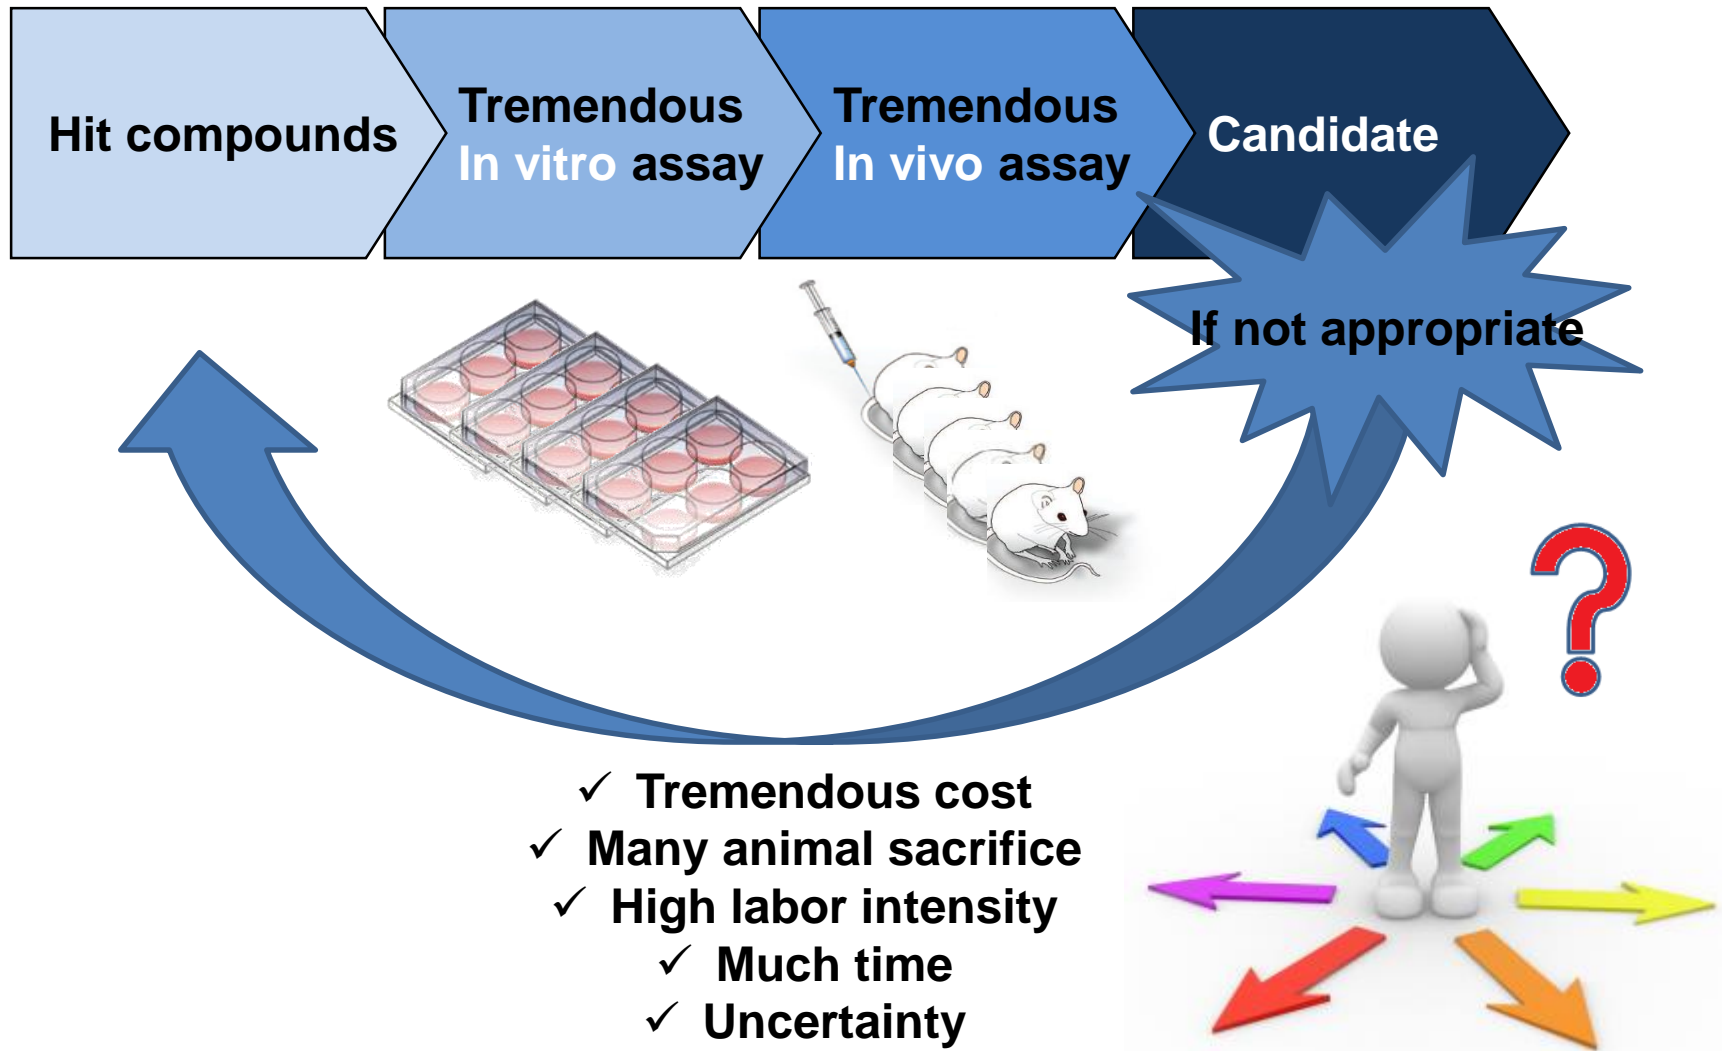 Hit compounds
Tremendous
In vitro assay
Tremendous
In vivo assay
Candidate
If not appropriate
?
✓ Tremendous cost
✓ Many animal sacrifice
✓ High labor intensity
✓ Much time
✓ Uncertainty